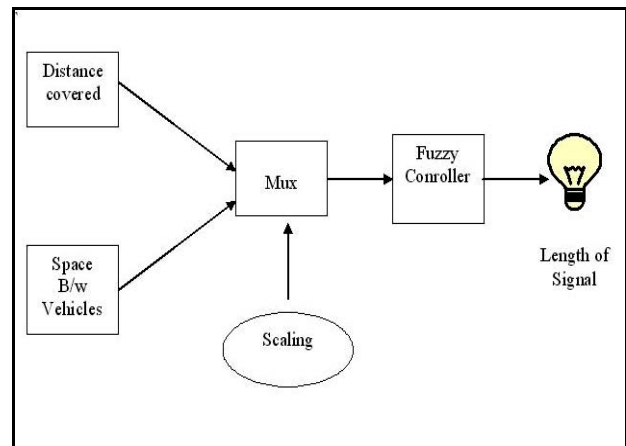 Distance
covered
Mux
Fuzzy
Conroller
Space
B/w
Vehicles
Scaling
Length of
Signal